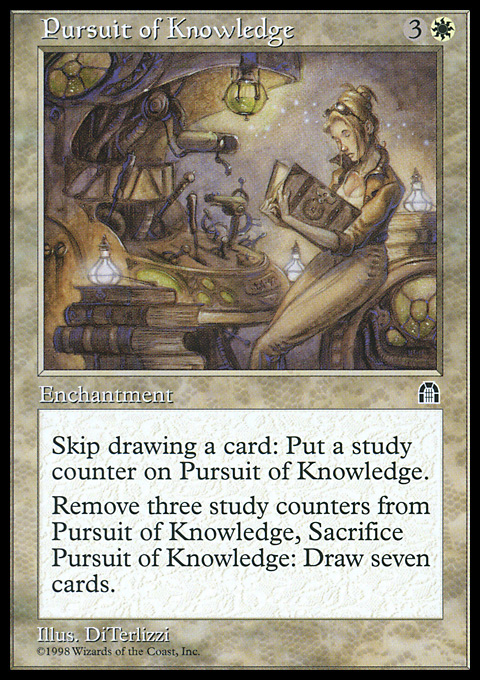 Pursuit of Knowledge 3
Enchantment
Skip drawing a card: Put a study
counter on Pursuit of Knowledge.
Remove three study counters from
Pursuit of Knowledge, Sacrifice
Pursuit of Knowledge: Draw seven
cards.
Illus. DiTerlizzi
©1998 Wizards of the Coast, Inc.